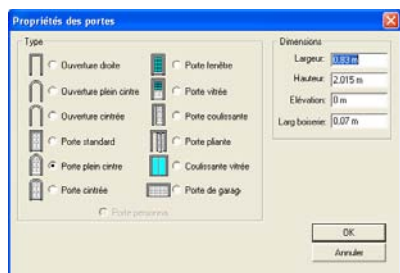 Propriétés des portes
Type
Ouverture droite
Ouverture plein cintre
Ouverture cintrée
Porte standard
Porte plein cintre
Porte cintrée
Porte fenêtre
Porte vitrée
Porte coulissante
Porte pliante
Coulissante vitrée
Porte de garag
Porte personnis
Dimensions
Largeur: 0,83 m
Hauteur: 2,015 m
Elévation: 0 m
Larg boiserie: 0,07 m
OK
Annuler